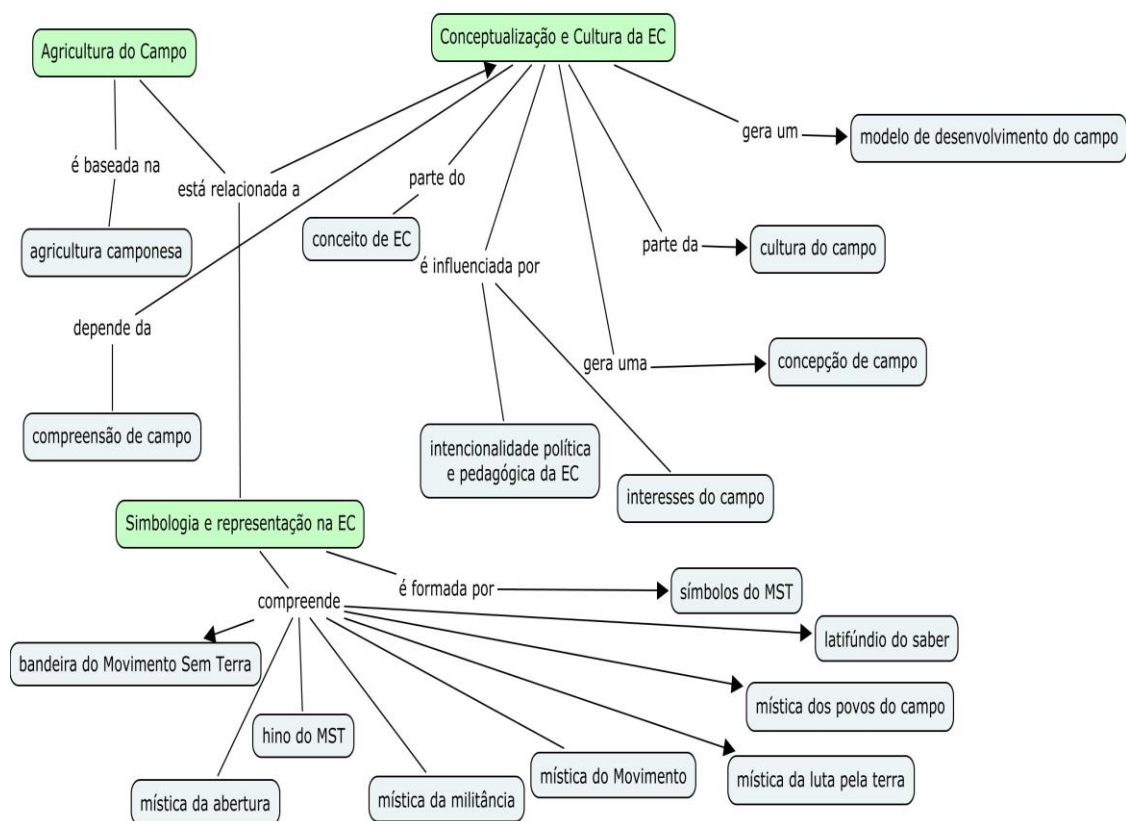 Conceptualização e Cultura da EC
Agricultura do Campo
gera um
modelo de desenvolvimento do campo
é baseada na
está relacionada a
parte do
conceito de EC
agricultura camponesa
parte da
cultura do campo
é influenciada por
depende da
gera uma
concepção de campo
compreensão de campo
intencionalidade política
e pedagógica da EC
interesses do campo
Simbologia e representação na EC
é formada por
símbolos do MST
compreende
latifúndio do saber
bandeira do Movimento Sem Terra
mística dos povos do campo
hino do MST
mística do Movimento
mística da luta pela terra
mística da abertura
mística da militância